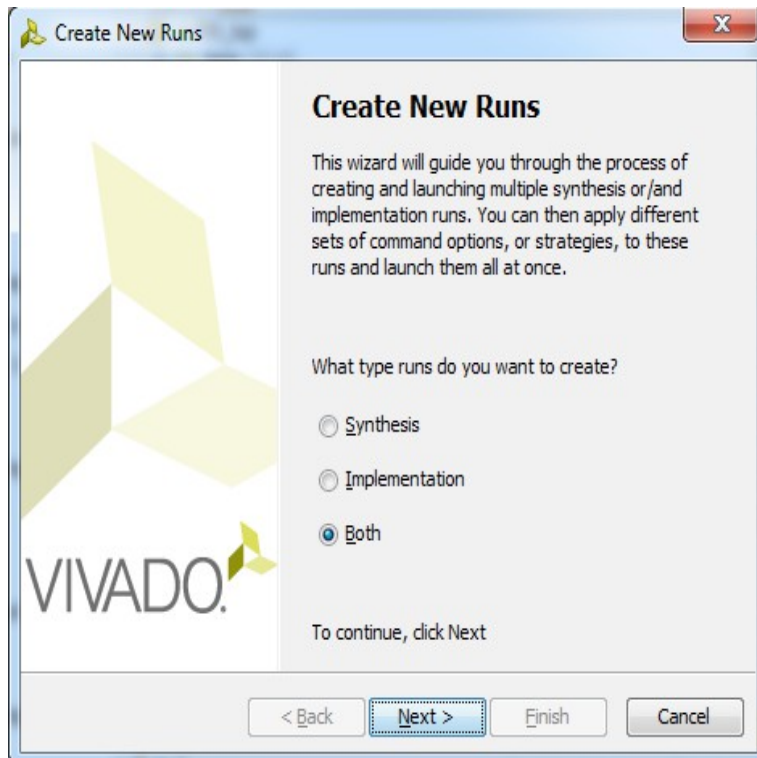 Create New Runs
X
Create New Runs
This wizard will guide you through the process of
creating and launching multiple synthesis or/and
implementation runs. You can then apply different
sets of command options, or strategies, to these
runs and launch them all at once.
What type runs do you want to create?
Synthesis
Implementation
Both
VIVADO.
To continue, click Next
< Back Next > Finish Cancel